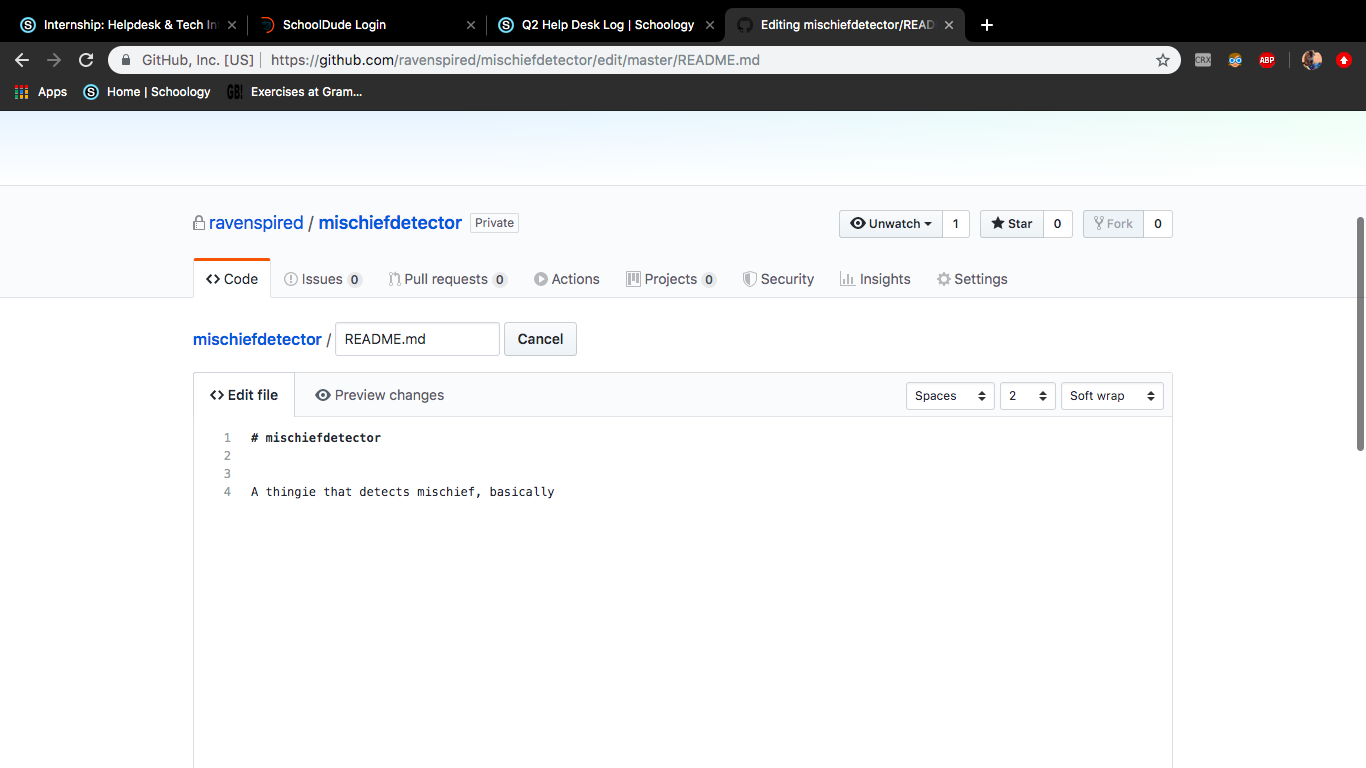 Internship: Helpdesk & Tech In
SchoolDude Login
Q2 Help Desk Log | Schoology
Editing mischiefdetector/READ
GitHub, Inc. [US] https://github.com/ravenspired/mischiefdetector/edit/master/README.md
CRX
ABP
Apps
Home | Schoology
GB!
Exercises at Gram...
ravenspired / mischiefdetector Private
Unwatch 1
Star 0
Fork 0
Code
Issues 0
Pull requests 0
Actions
Projects 0
Security
Insights
Settings
mischiefdetector / README.md Cancel
Edit file
Preview changes
Spaces
2
Soft wrap
1 # mischiefdetector
2
3
4 A thingie that detects mischief, basically